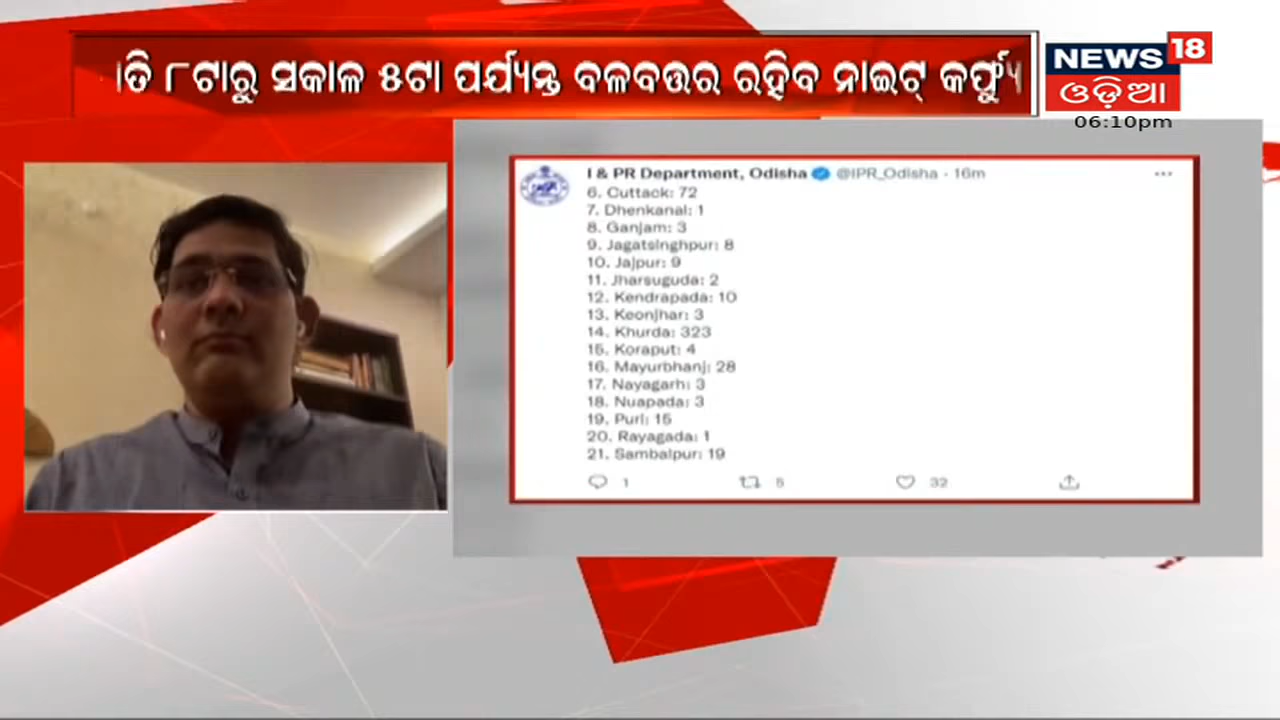 ତି ୮ଟାରୁ ସକାଳ ୫ଟା ପର୍ଯ୍ୟନ୍ତ ବଳବତ୍ତର ରହିବ ନାଇଟ୍ କର୍ଫ୍ୟୁ
NEWS 18
ଓଡ଼ିଆ
06:10pm
I & PR Department, Odisha @IPR_Odisha · 16m
6. Cuttack: 72
7. Dhenkanal: 1
8. Ganjam: 3
9. Jagatsinghpur: 8
10. Jajpur: 9
11. Jharsuguda: 2
12. Kendrapada: 10
13. Keonjhar: 3
14. Khurda: 323
15. Koraput: 4
16. Mayurbhanj: 28
17. Nayagarh: 3
18. Nuapada: 3
19. Puri: 15
20. Rayagada: 1
21. Sambalpur: 19
1 5 32